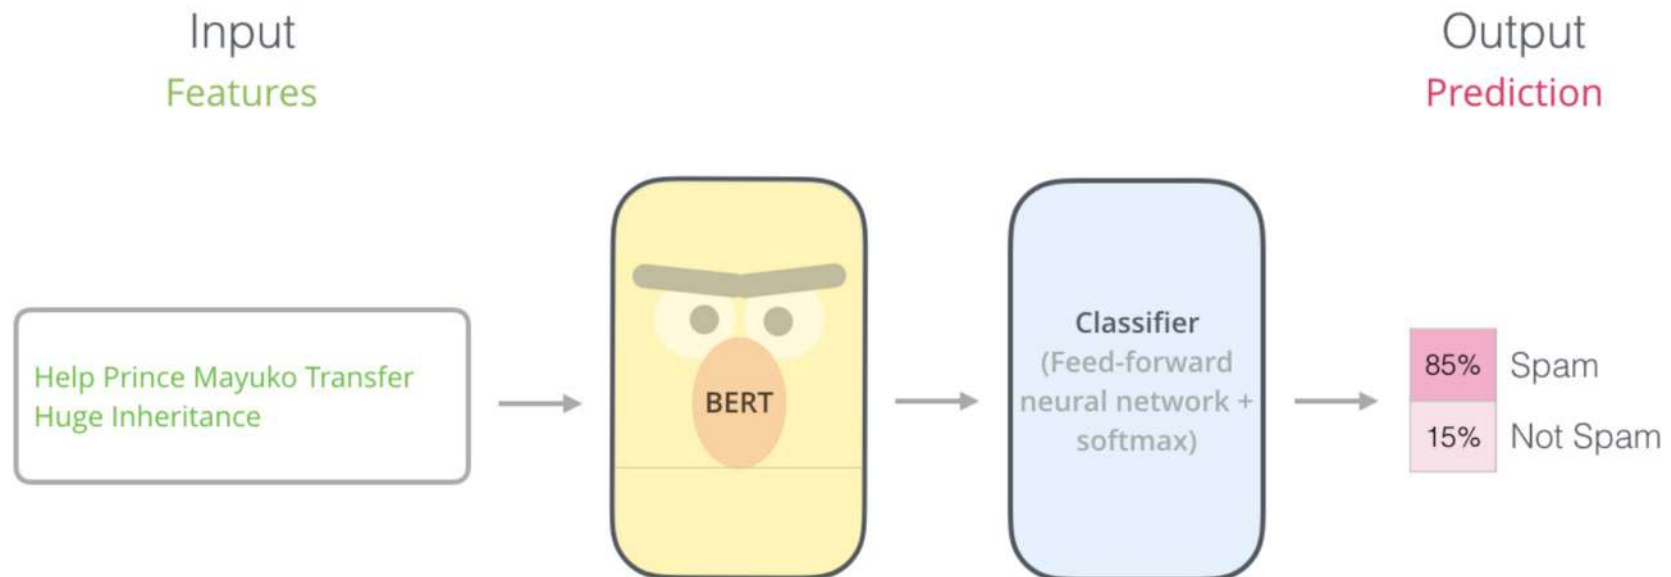 Input
Features
Output
Prediction
Help Prince Mayuko Transfer
Huge Inheritance
BERT
Classifier
(Feed-forward
neural network +
softmax)
85% Spam
15% Not Spam